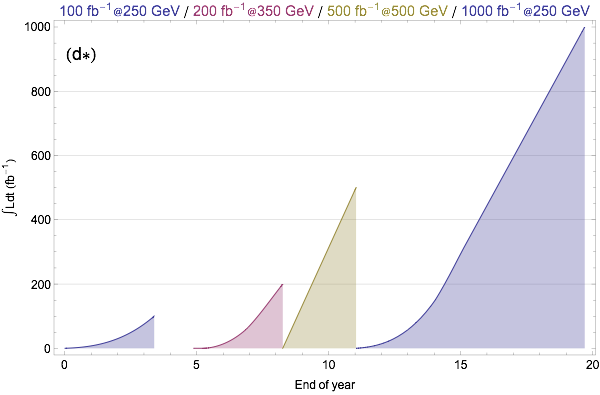 100 fb⁻¹@250 GeV / 200 fb⁻¹@350 GeV / 500 fb⁻¹@500 GeV / 1000 fb⁻¹@250 GeV
(d*)
1000
800
600
400
200
0
∫Ldt (fb⁻¹)
0 5 10 15 20
End of year